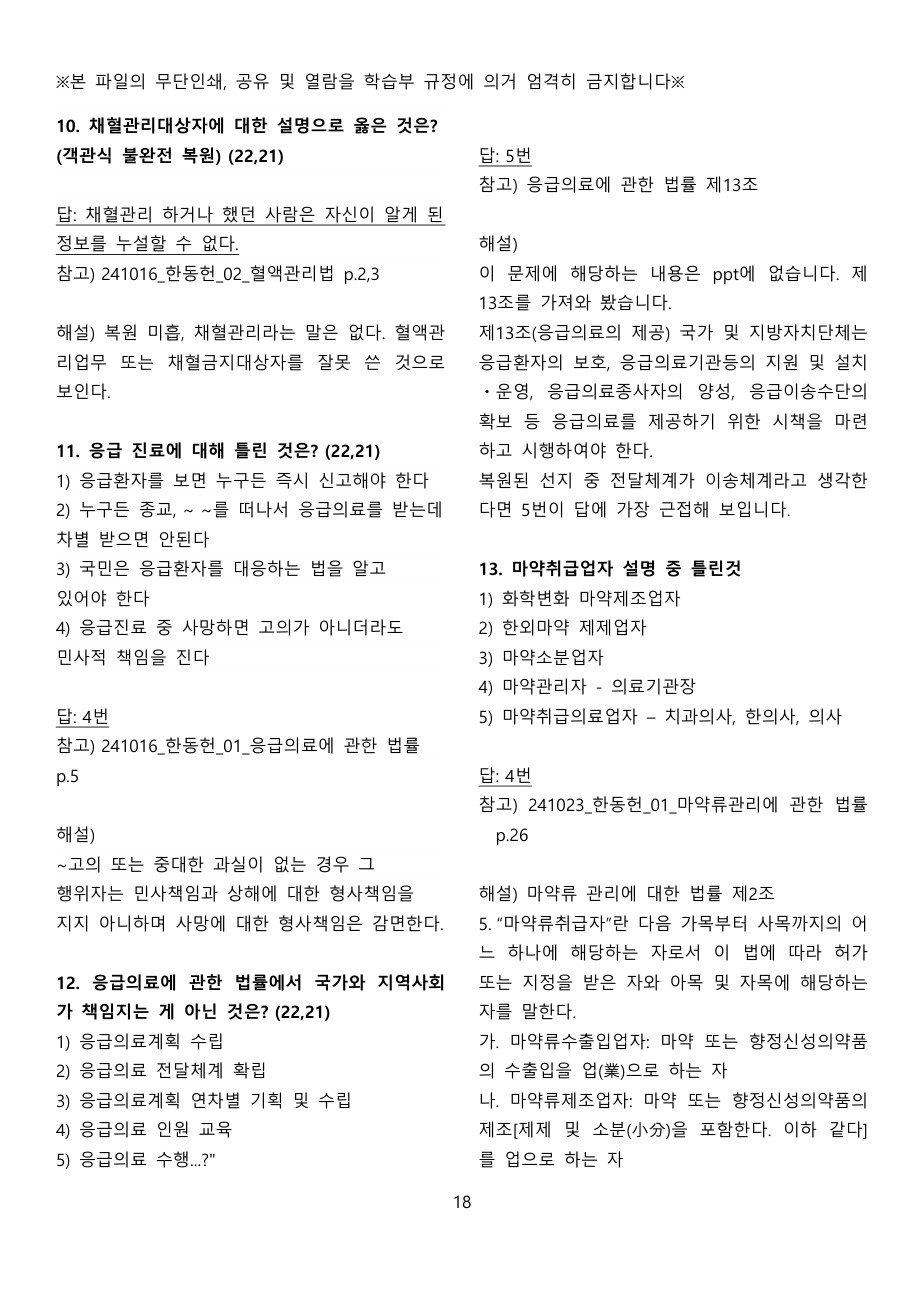 ※본 파일의 무단인쇄, 공유 및 열람을 학습부 규정에 의거 엄격히 금지합니다※
10. 채혈관리대상자에 대한 설명으로 옳은 것은?
(객관식 불완전 복원) (22,21)
답: 채혈관리 하거나 했던 사람은 자신이 알게 된
정보를 누설할 수 없다.
참고) 241016_한동헌_02_혈액관리법 p.2,3
해설) 복원 미흡, 채혈관리라는 말은 없다. 혈액관
리업무 또는 채혈금지대상자를 잘못 쓴 것으로
보인다.
11. 응급 진료에 대해 틀린 것은? (22,21)
1) 응급환자를 보면 누구든 즉시 신고해야 한다
2) 누구든 종교, ~ ~를 떠나서 응급의료를 받는데
차별 받으면 안된다
3) 국민은 응급환자를 대응하는 법을 알고
있어야 한다
4) 응급진료 중 사망하면 고의가 아니더라도
민사적 책임을 진다
답: 4번
참고) 241016_한동헌_01_응급의료에 관한 법률
p.5
해설)
~고의 또는 중대한 과실이 없는 경우 그
행위자는 민사책임과 상해에 대한 형사책임을
지지 아니하며 사망에 대한 형사책임은 감면한다.
12. 응급의료에 관한 법률에서 국가와 지역사회
가 책임지는 게 아닌 것은? (22,21)
1) 응급의료계획 수립
2) 응급의료 전달체계 확립
3) 응급의료계획 연차별 기획 및 수립
4) 응급의료 인원 교육
5) 응급의료 수행...?"
답: 5번
참고) 응급의료에 관한 법률 제13조
해설)
이 문제에 해당하는 내용은 ppt에 없습니다. 제
13조를 가져와 봤습니다.
제13조(응급의료의 제공) 국가 및 지방자치단체는
응급환자의 보호, 응급의료기관등의 지원 및 설치
・운영, 응급의료종사자의 양성, 응급이송수단의
확보 등 응급의료를 제공하기 위한 시책을 마련
하고 시행하여야 한다.
복원된 선지 중 전달체계가 이송체계라고 생각한
다면 5번이 답에 가장 근접해 보입니다.
13. 마약취급업자 설명 중 틀린것
1) 화학변화 마약제조업자
2) 한외마약 제제업자
3) 마약소분업자
4) 마약관리자 - 의료기관장
5) 마약취급의료업자 – 치과의사, 한의사, 의사
답: 4번
참고) 241023_한동헌_01_마약류관리에 관한 법률
p.26
해설) 마약류 관리에 대한 법률 제2조
5. “마약류취급자”란 다음 가목부터 사목까지의 어
느 하나에 해당하는 자로서 이 법에 따라 허가
또는 지정을 받은 자와 아목 및 자목에 해당하는
자를 말한다.
가. 마약류수출입업자: 마약 또는 향정신성의약품
의 수출입을 업(業)으로 하는 자
나. 마약류제조업자: 마약 또는 향정신성의약품의
제조[제제 및 소분(小分)을 포함한다. 이하 같다]
를 업으로 하는 자
18